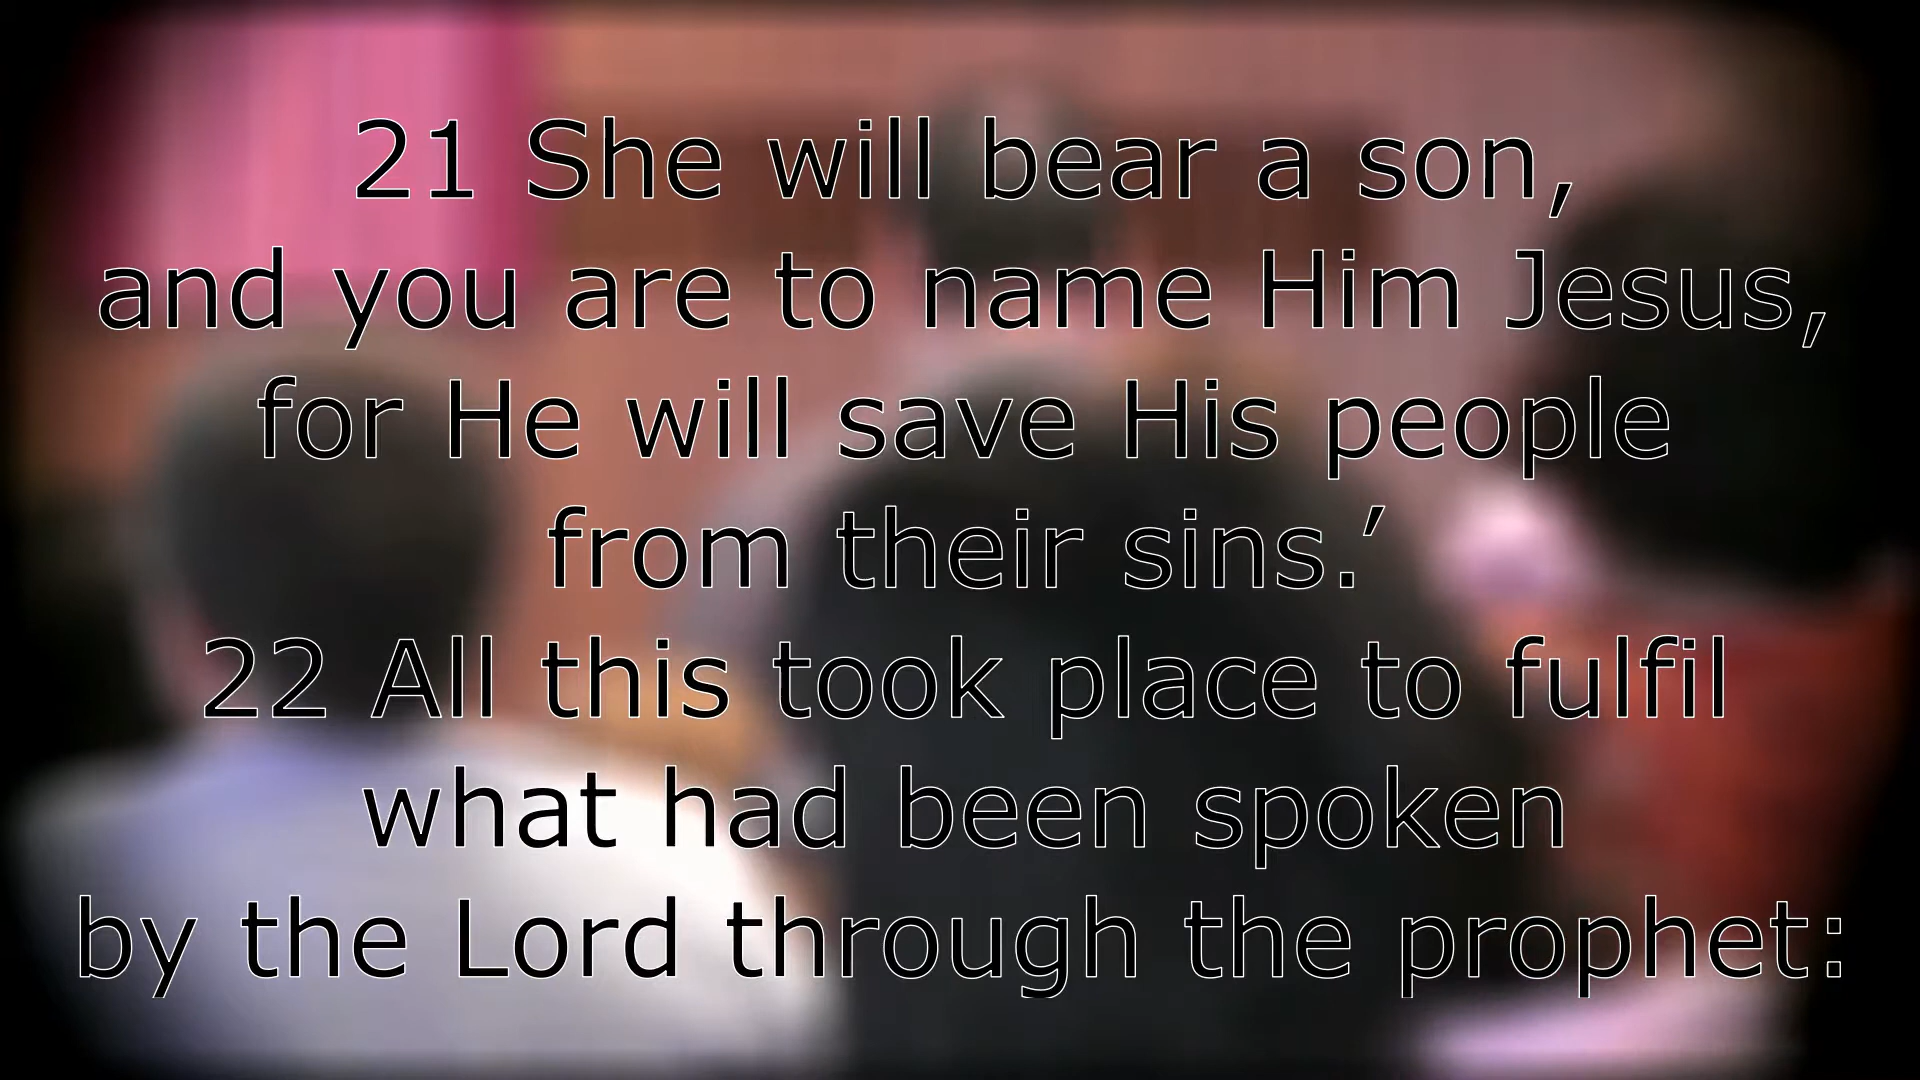 21 She will bear a son,
and you are to name Him Jesus,
for He will save His people
from their sins.’
22 All this took place to fulfil
what had been spoken
by the Lord through the prophet: